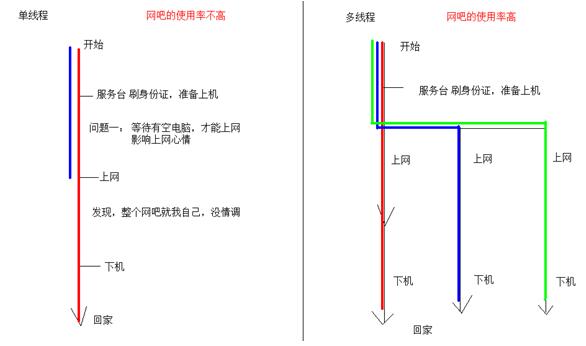 单线程
网吧的使用率不高
开始
服务台 刷身份证，准备上机
问题一： 等待有空电脑，才能上网
影响上网心情
上网
发现，整个网吧就我自己，没情调
下机
回家
多线程
网吧的使用率高
开始
服务台 刷身份证，准备上机
上网
上网
上网
下机
下机
下机
回家